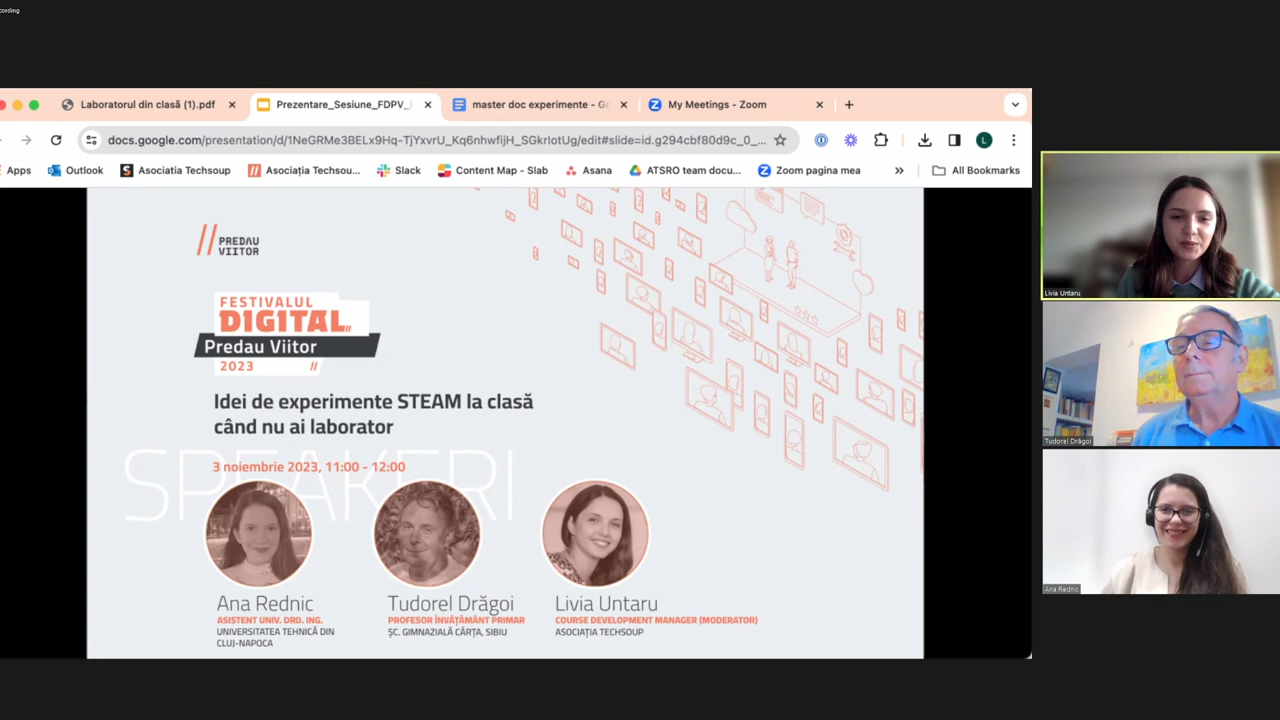 cording
Laboratorul din clasă (1).pdf
Prezentare_Sesiune_FDPV_
master doc experimente - Go
My Meetings - Zoom
docs.google.com/presentation/d/1NeGRMe3BELx9Hq-TjYxvrU_Kq6nhwfijH_SGkrIotUg/edit#slide=id.g294cbf80d9c_0_...
L
Apps
Outlook
Asociatia Techsoup
Asociația Techsou...
Slack
Content Map - Slab
Asana
ATSRO team docu...
Zoom pagina mea
»
All Bookmarks
// PREDAU
VIITOR
FESTIVALUL
DIGITAL //
Predau Viitor
2023 //
Idei de experimente STEAM la clasă
când nu ai laborator
SPEAKERI
3 noiembrie 2023, 11:00 - 12:00
Ana Rednic
ASISTENT UNIV. DRD. ING.
UNIVERSITATEA TEHNICĂ DIN
CLUJ-NAPOCA
Tudorel Drăgoi
PROFESOR ÎNVĂȚĂMÂNT PRIMAR
ȘC. GIMNAZIALĂ CÂRȚA, SIBIU
Livia Untaru
COURSE DEVELOPMENT MANAGER (MODERATOR)
ASOCIAȚIA TECHSOUP
Livia Untaru
Tudorel Drăgoi
Ana Rednic